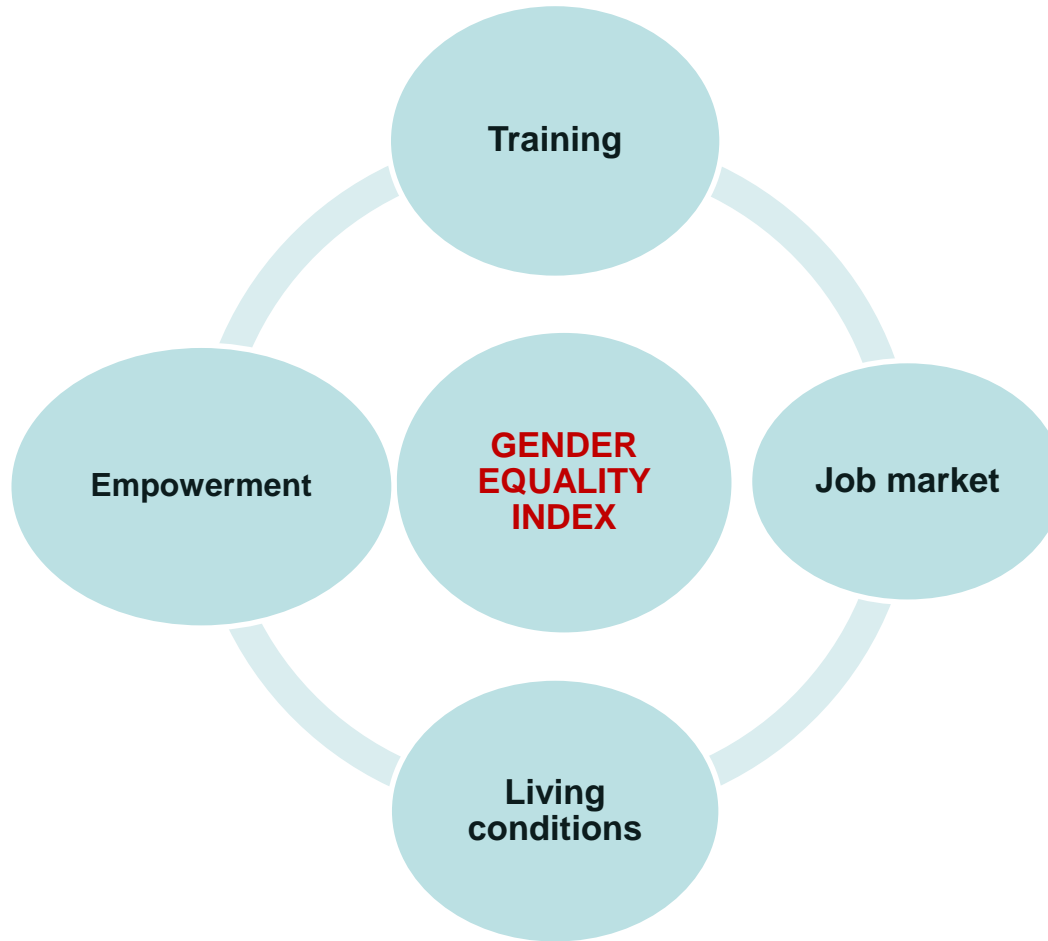 Training
Empowerment
GENDER
EQUALITY
INDEX
Job market
Living
conditions